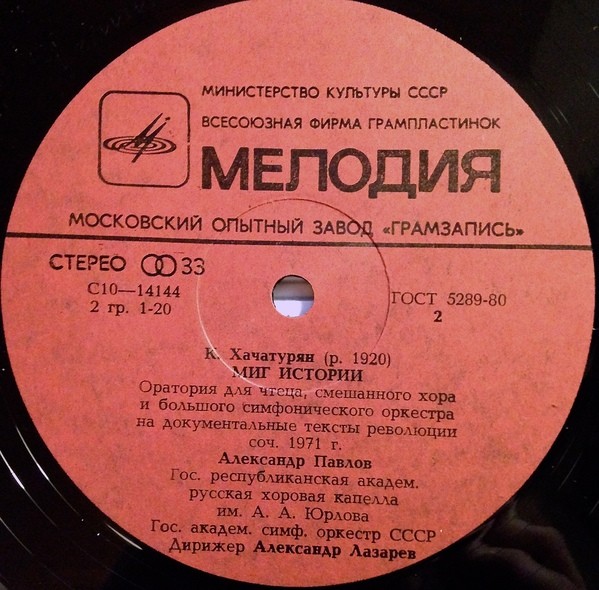 МИНИСТЕРСТВО КУЛЬТУРЫ СССР
ВСЕСОЮЗНАЯ ФИРМА ГРАМПЛАСТИНОК
МЕЛОДИЯ
МОСКОВСКИЙ ОПЫТНЫЙ ЗАВОД «ГРАМЗАПИСЬ»
СТЕРЕО 33
С10—14144
2 гр. 1-20
ГОСТ 5289-80
2
К. Хачатурян (р. 1920)
МИГ ИСТОРИИ
Оратория для чтеца, смешанного хора
и большого симфонического оркестра
на документальные тексты революции
соч. 1971 г.
Александр Павлов
Гос. республиканская академ.
русская хоровая капелла
им. А. А. Юрлова
Гос. академ. симф. оркестр СССР
Дирижер Александр Лазарев